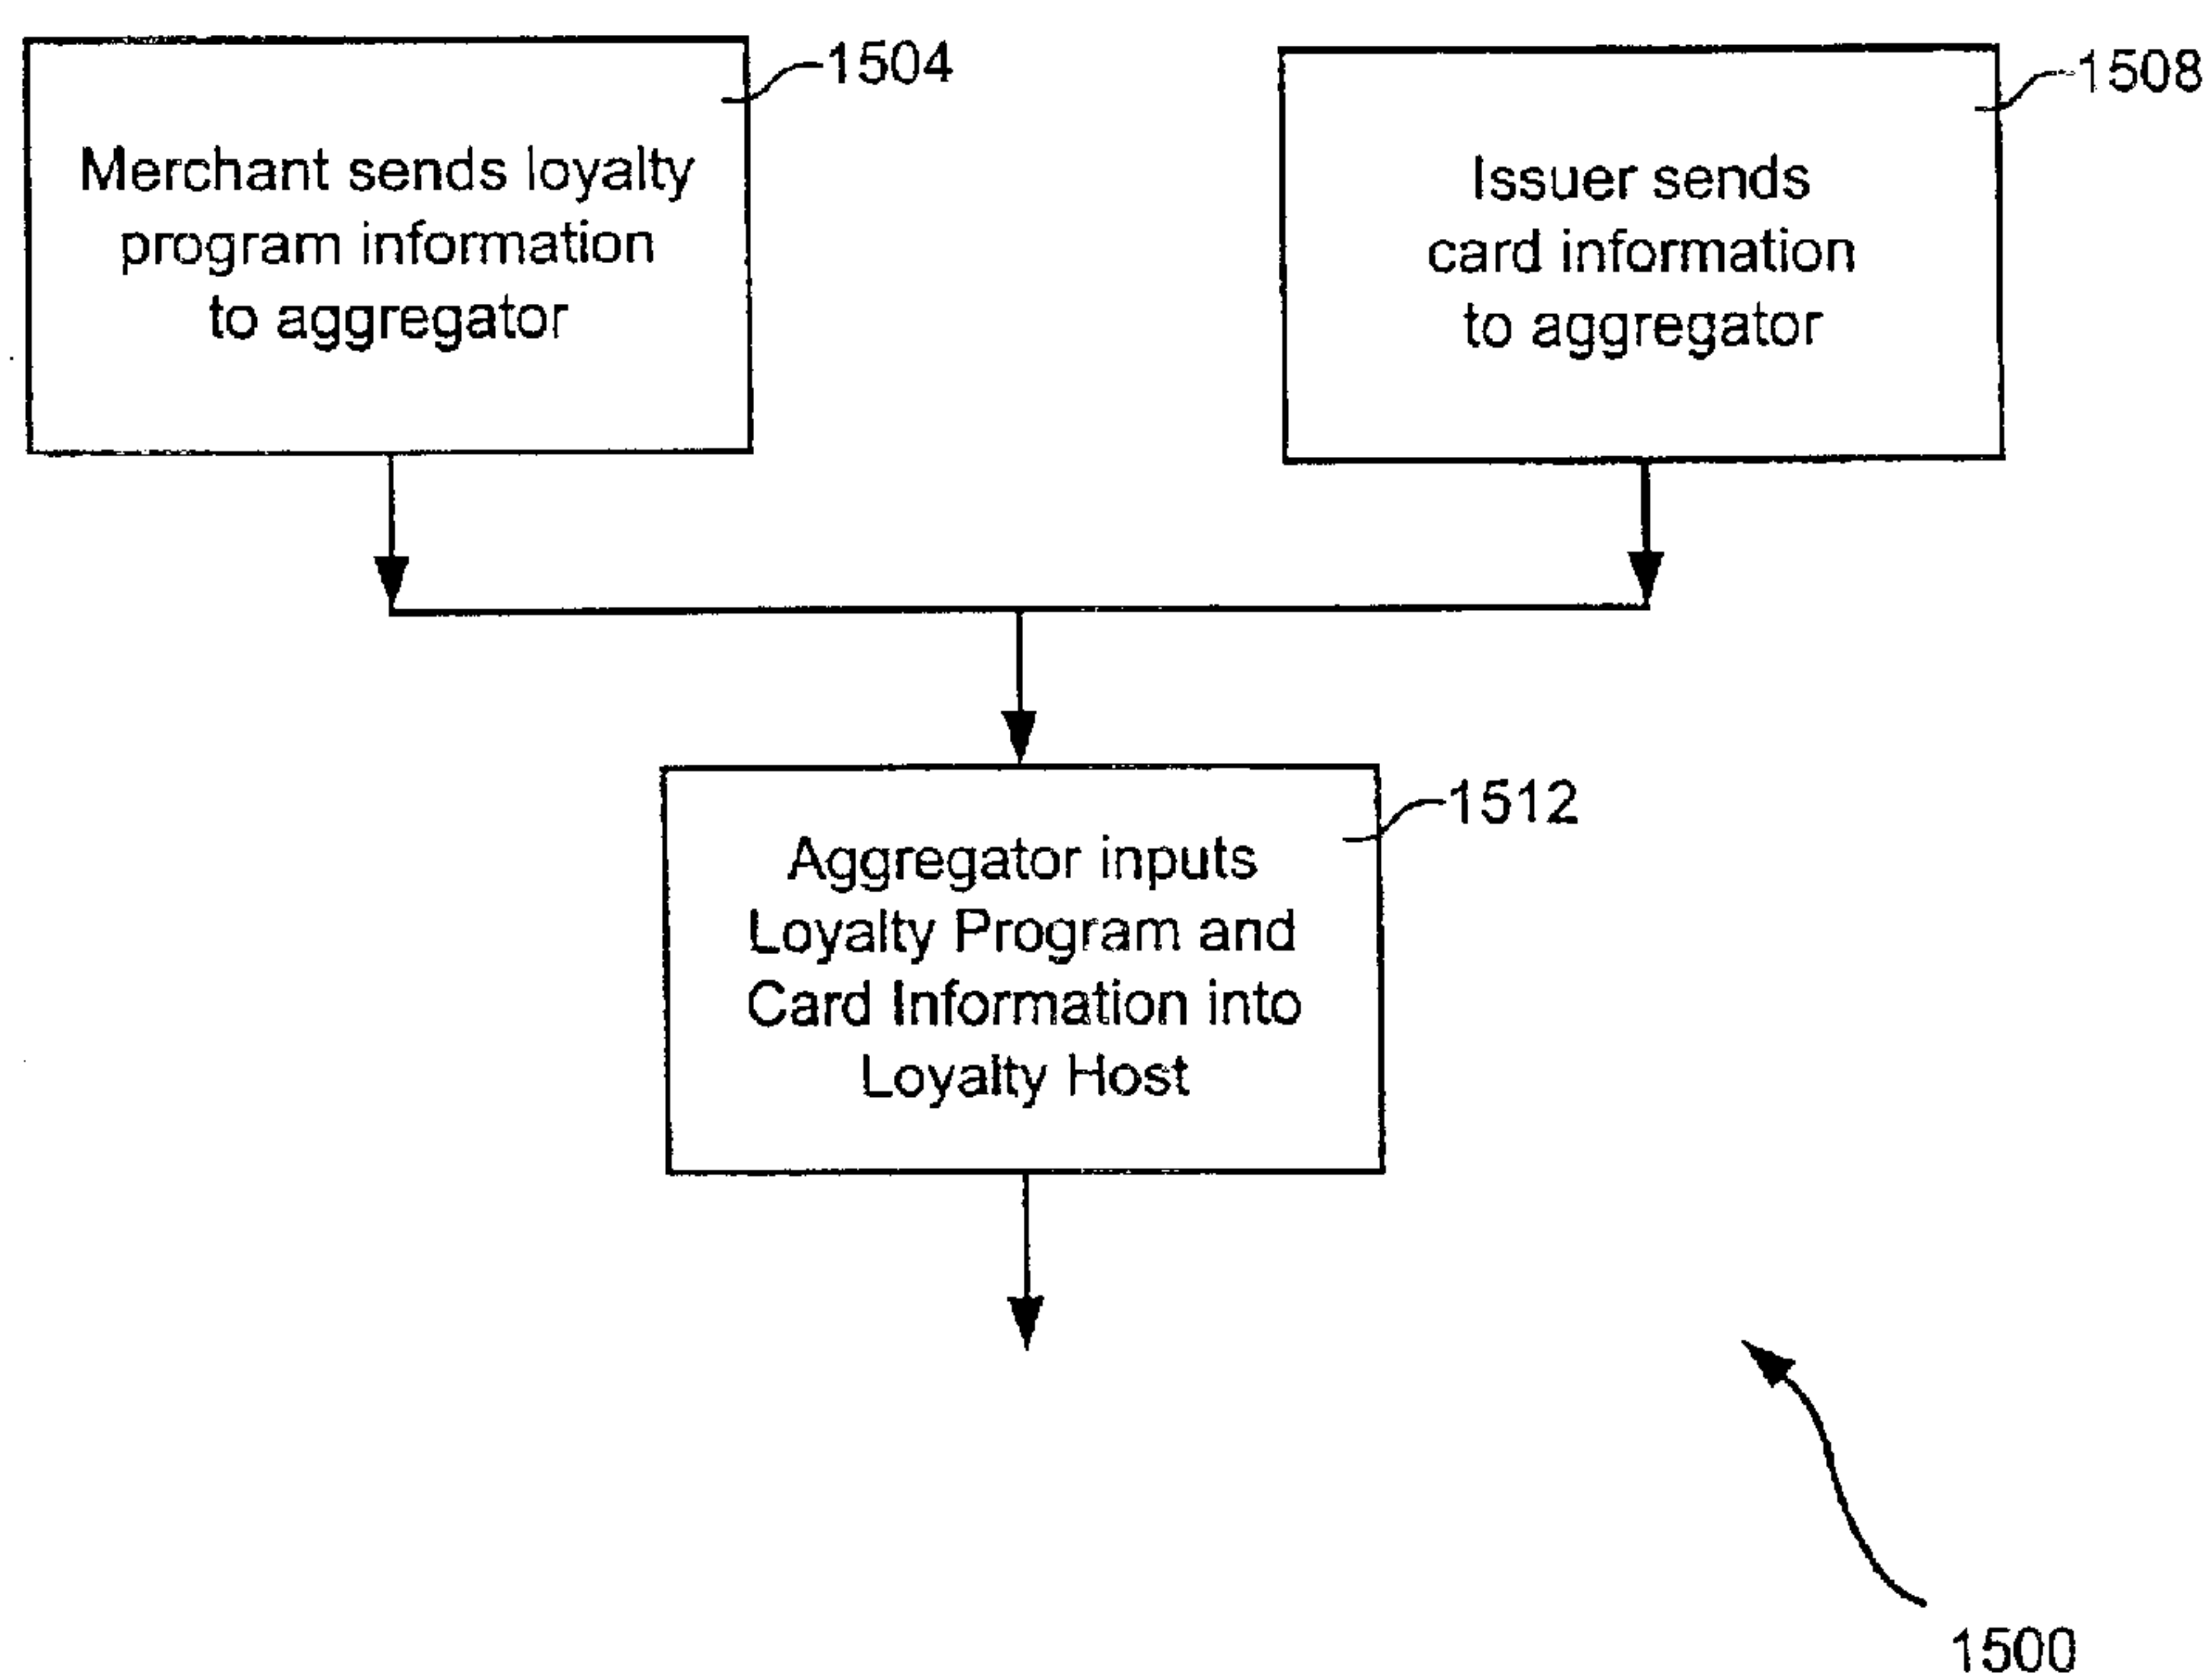 1504
Merchant sends loyalty
program information
to aggregator
1508
Issuer sends
card information
to aggregator
1512
Aggregator inputs
Loyalty Program and
Card Information into
Loyalty Host
1500